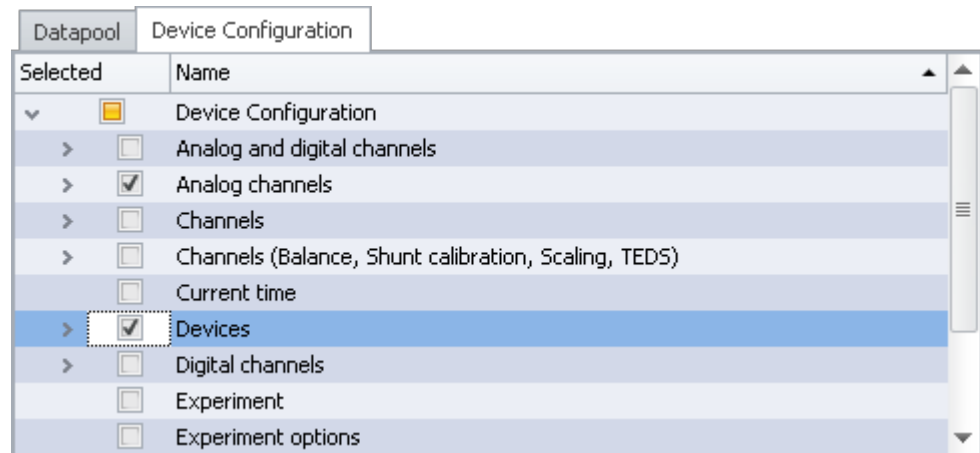 Datapool Device Configuration
Selected Name
Device Configuration
Analog and digital channels
Analog channels
Channels
Channels (Balance, Shunt calibration, Scaling, TEDS)
Current time
Devices
Digital channels
Experiment
Experiment options